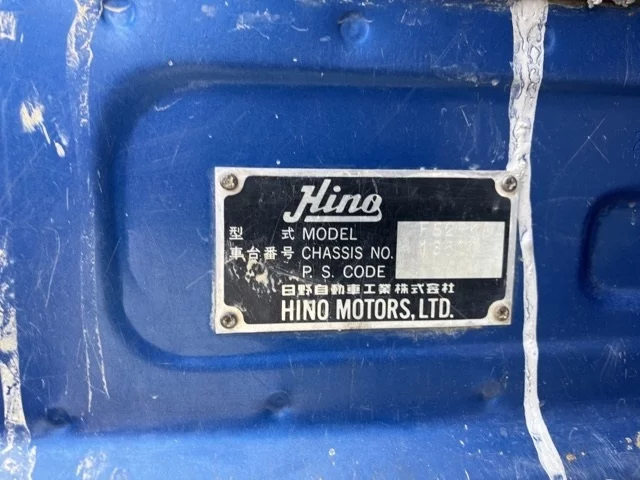 Hino
型 式 MODEL
車台番号 CHASSIS NO.
P. S. CODE
日野自動車工業株式会社
HINO MOTORS, LTD.